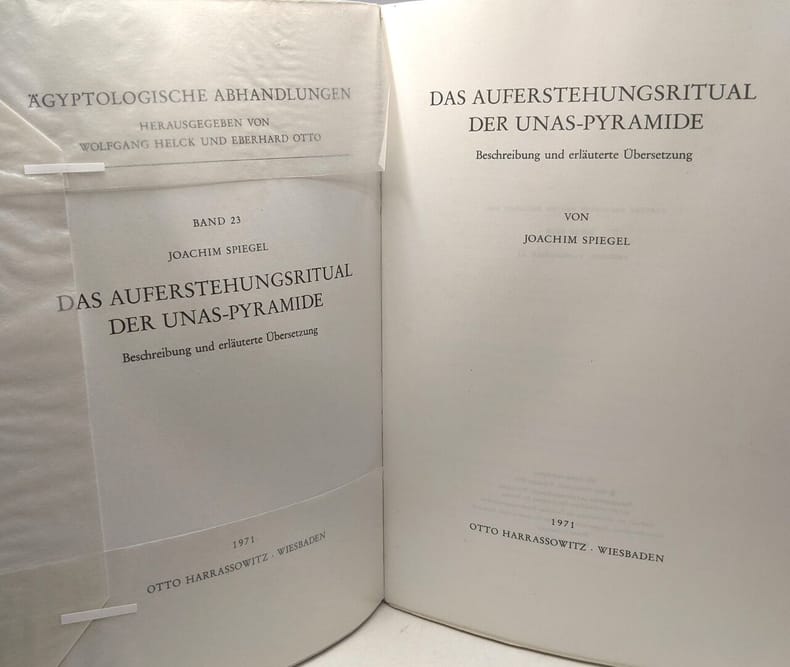 ÄGYPTOLOGISCHE ABHANDLUNGEN
HERAUSGEGEBEN VON
WOLFGANG HELCK UND EBERHARD OTTO
BAND 23
JOACHIM SPIEGEL
DAS AUFERSTEHUNGSRITUAL
DER UNAS-PYRAMIDE
Beschreibung und erläuterte Übersetzung
1971
OTTO HARRASSOWITZ · WIESBADEN
DAS AUFERSTEHUNGSRITUAL
DER UNAS-PYRAMIDE
Beschreibung und erläuterte Übersetzung
VON
JOACHIM SPIEGEL
1971
OTTO HARRASSOWITZ · WIESBADEN